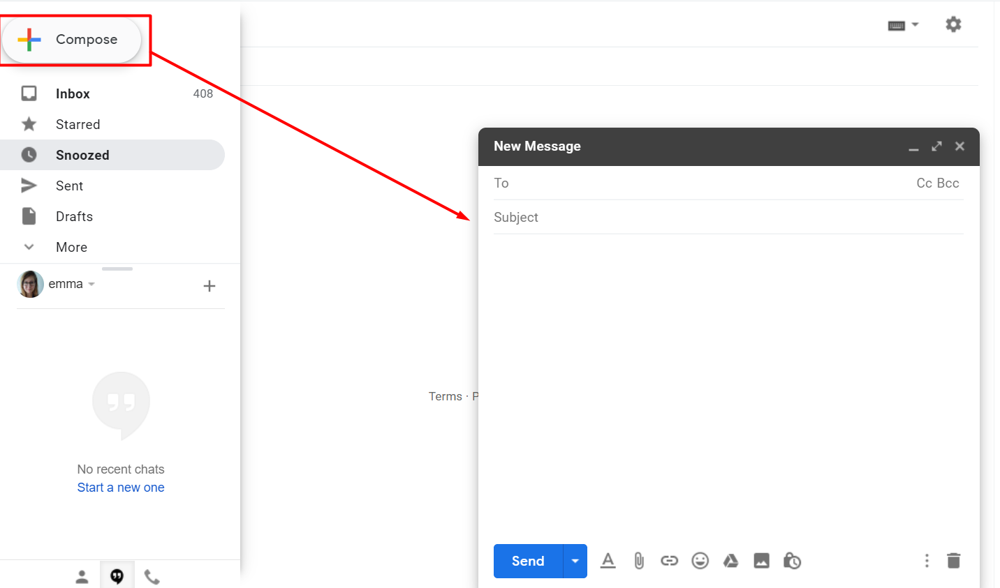 Compose
Inbox 408
Starred
Snoozed
Sent
Drafts
More
emma
No recent chats
Start a new one
Terms · P
New Message
To Cc Bcc
Subject
Send